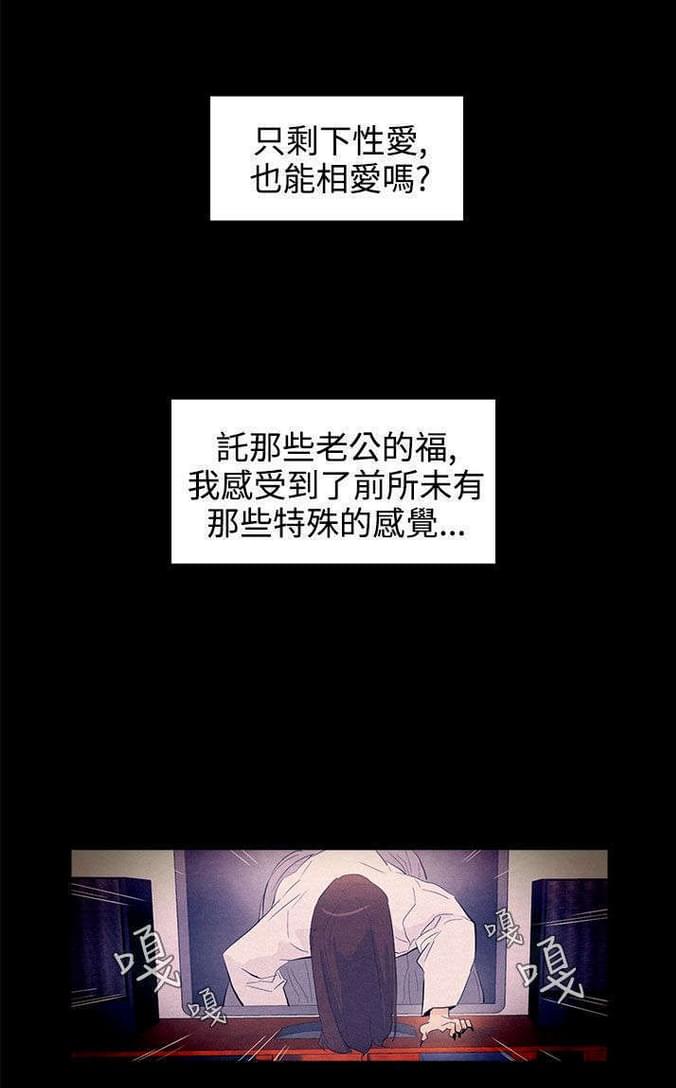 只剩下性愛,
也能相愛嗎?
託那些老公的福,
我感受到了前所未有
那些特殊的感覺...
嘎
嘎
嘎
嘎